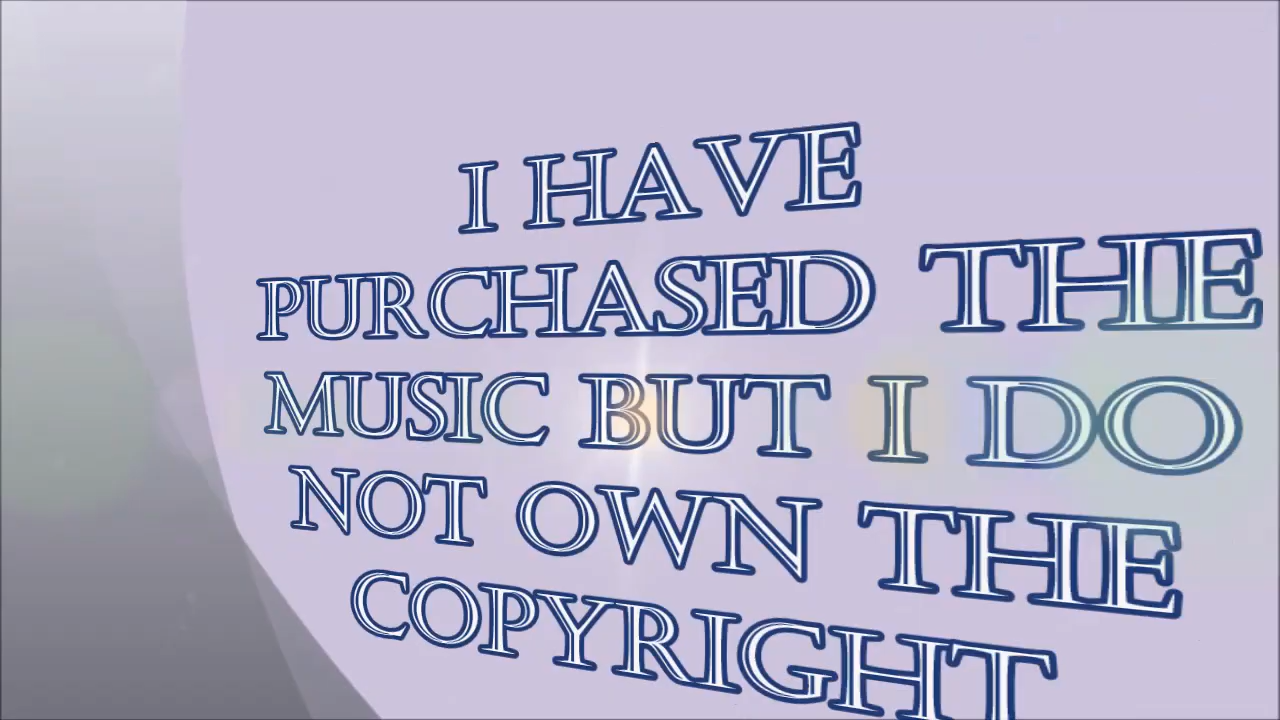 I HAVE
PURCHASED THE
MUSIC BUT I DO
NOT OWN THE
COPYRIGHT